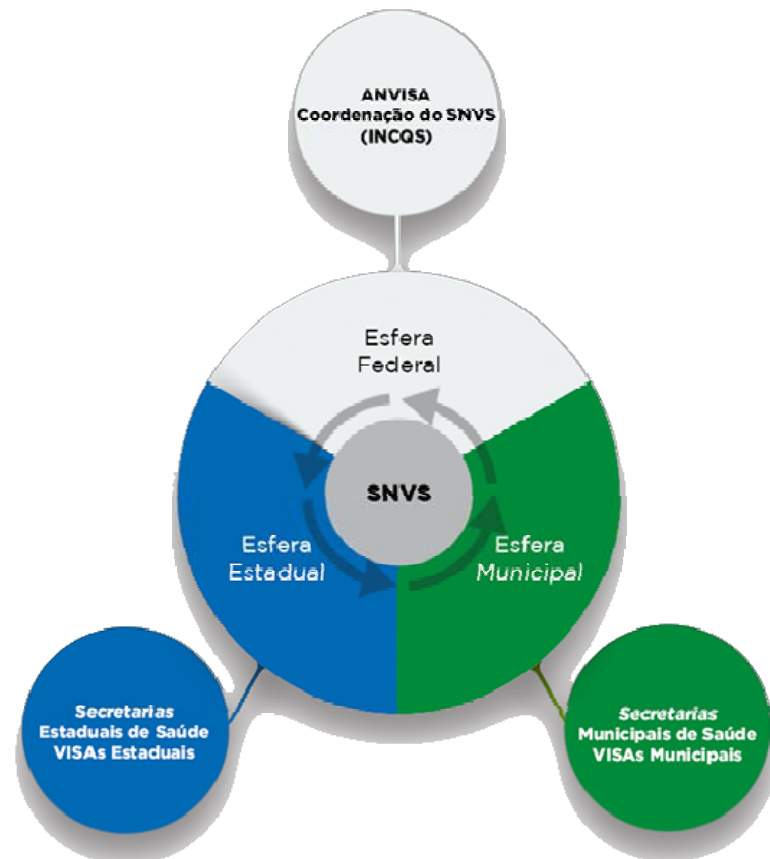 ANVISA
Coordenação do SNVS
(INCQS)
Esfera
Federal
SNVS
Esfera
Estadual
Esfera
Municipal
Secretarias
Estaduais de Saúde
VISAs Estaduais
Secretarias
Municipais de Saúde
VISAs Municipais